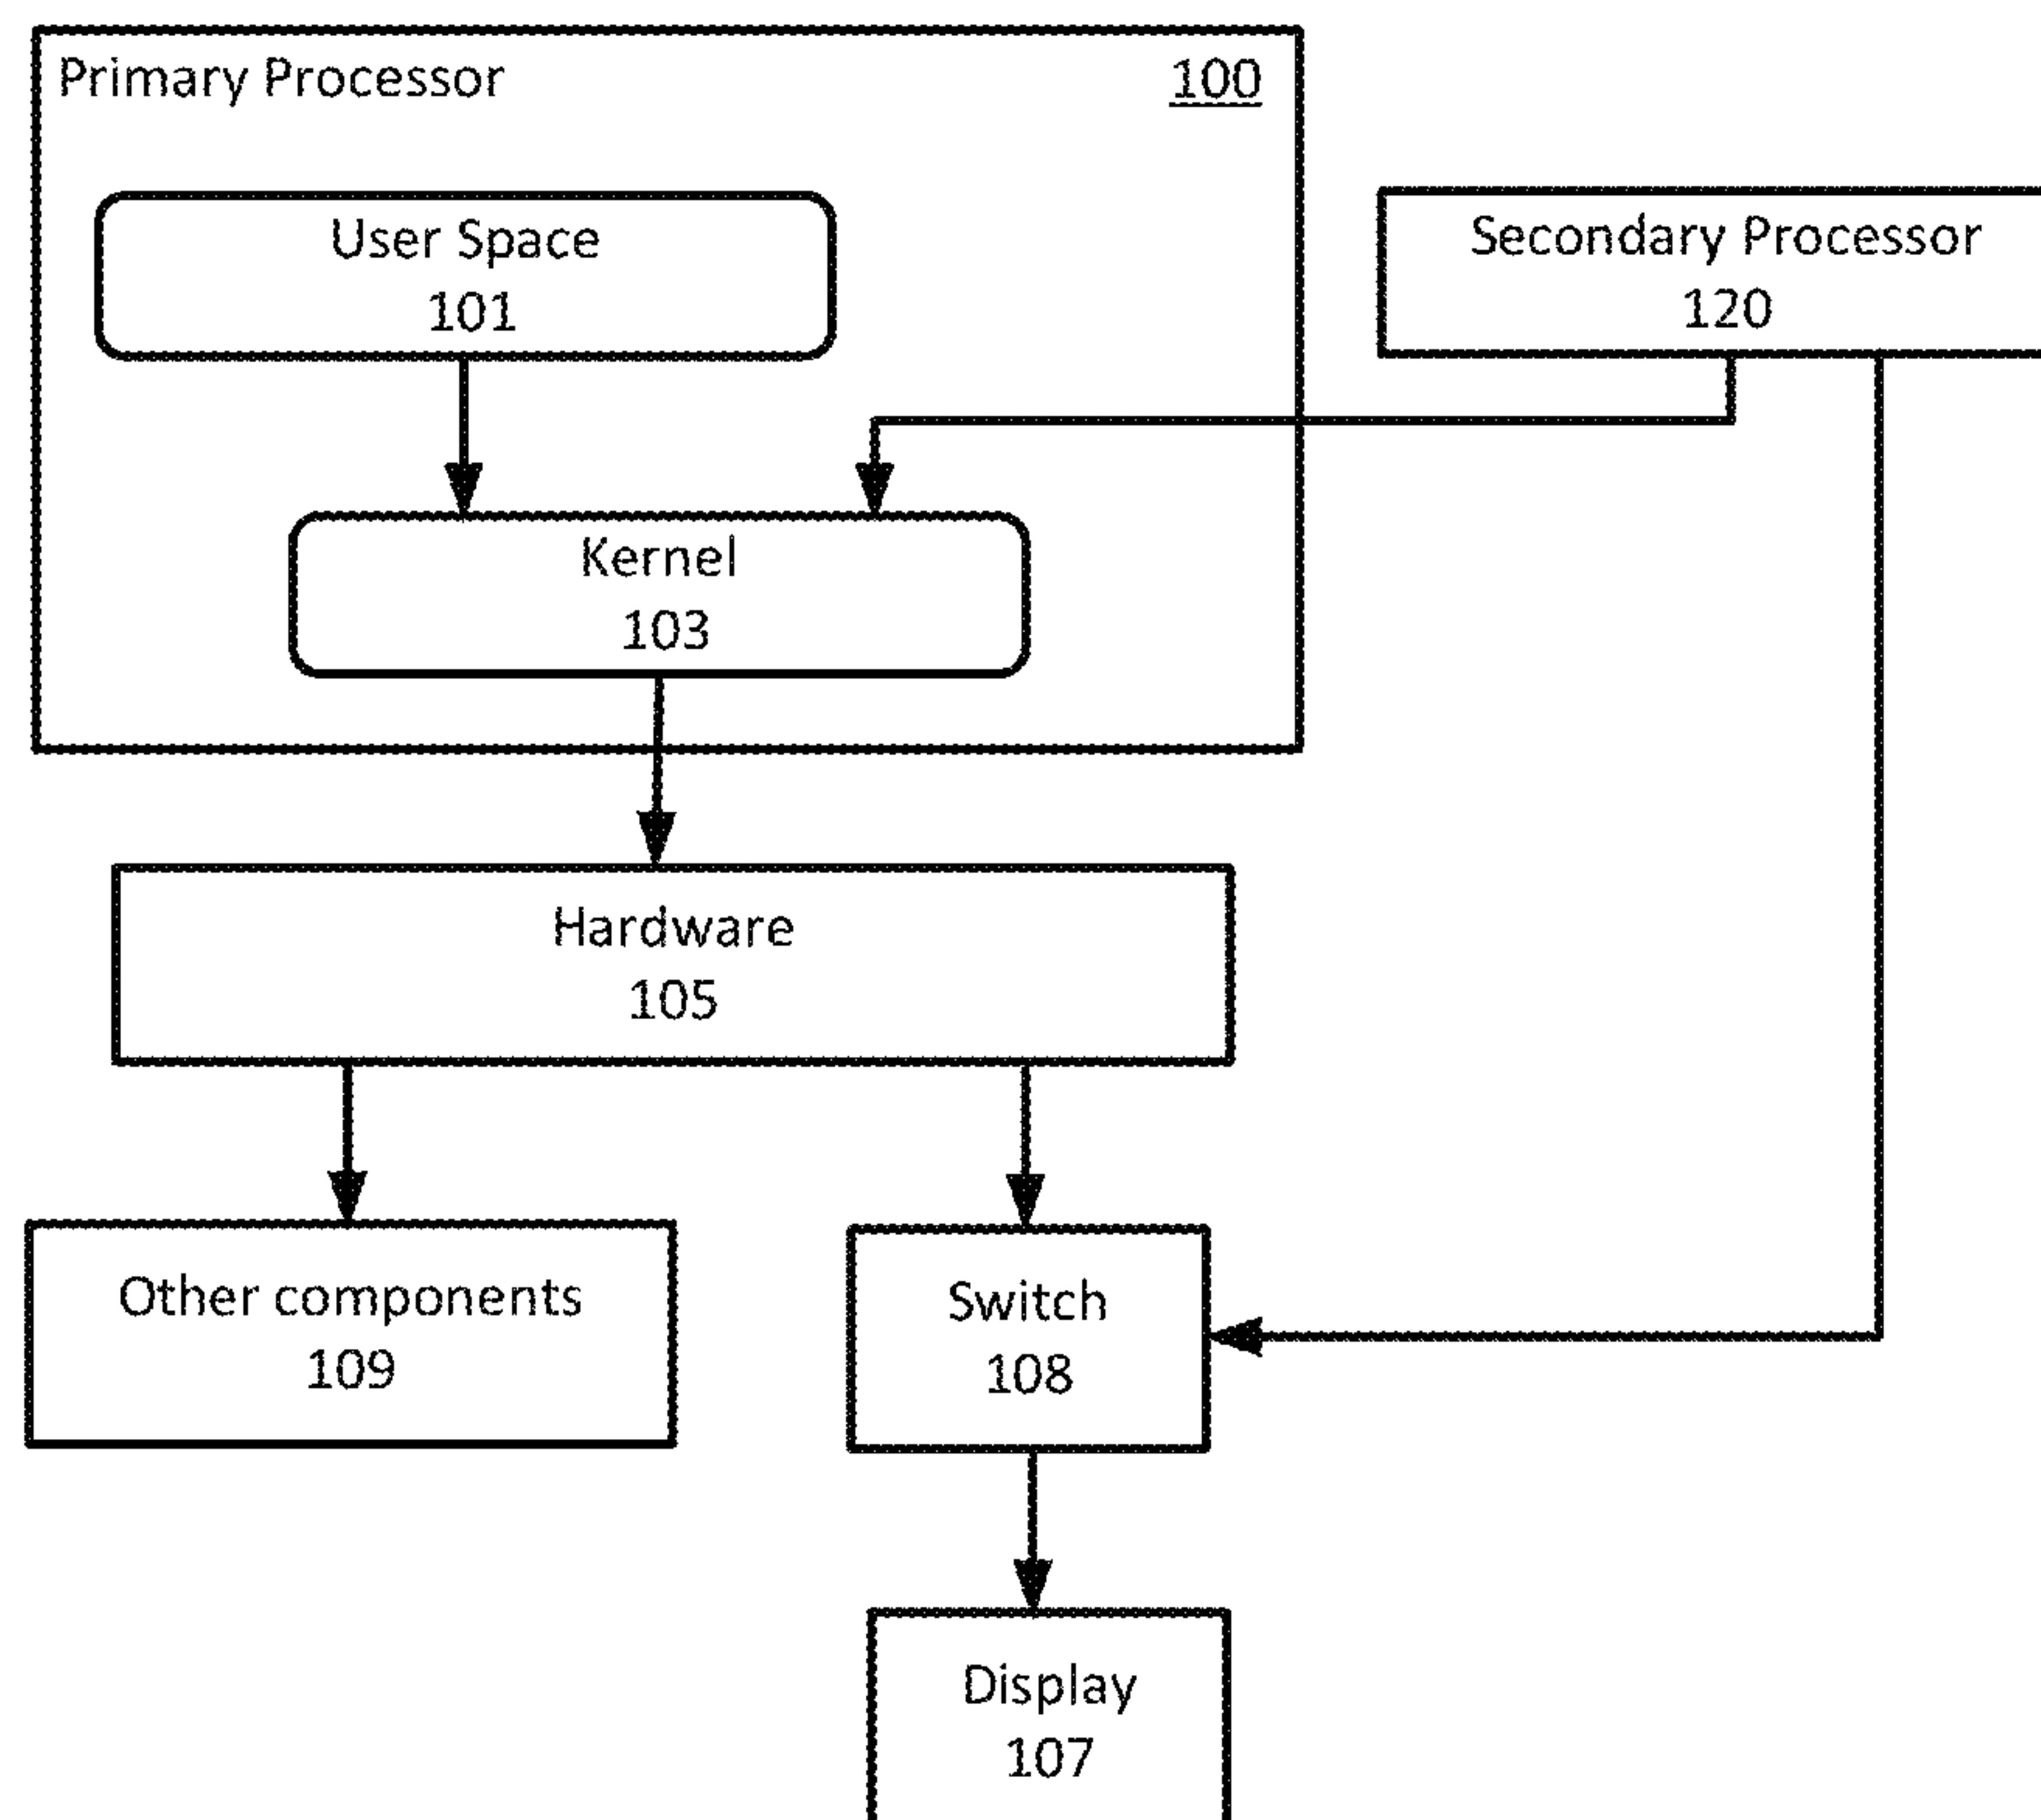 Primary Processor 100
User Space
101
Secondary Processor
120
Kernel
103
Hardware
105
Other components
109
Switch
108
Display
107